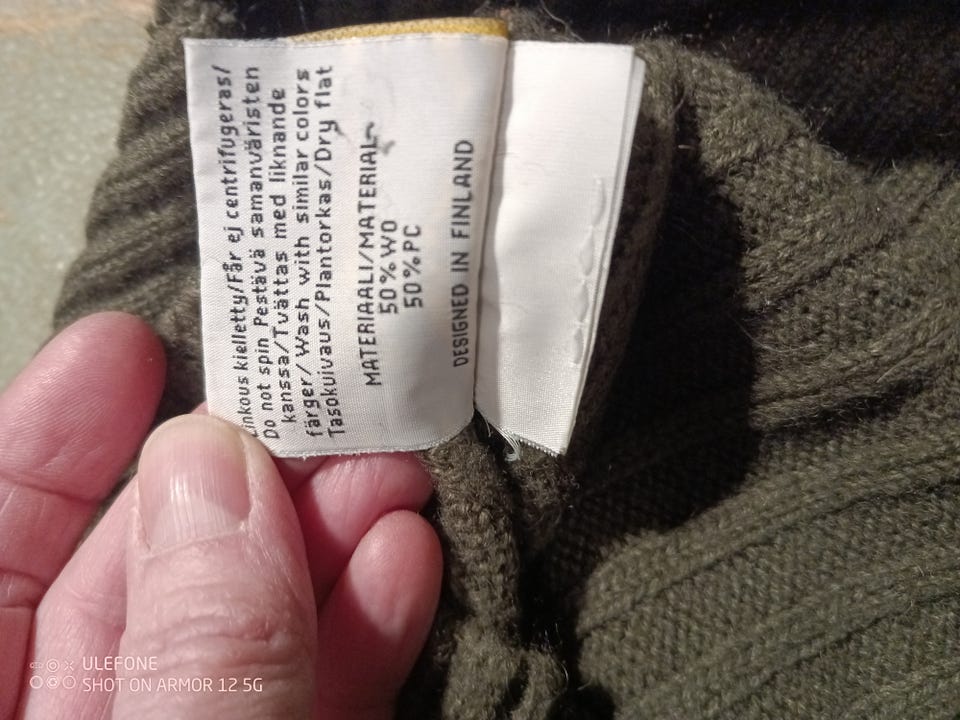 Linkous kielletty/Får ej centrifugeras/
Do not spin Pestävä samanväristen
kanssa/Tvättas med liknande
färger/ Wash with similar colors
Tasokuivaus/Plantorkas/Dry flat
MATERIAALI/MATERIAL
50%WO
50%PC
DESIGNED IN FINLAND
ULEFONE
SHOT ON ARMOR 12 5G